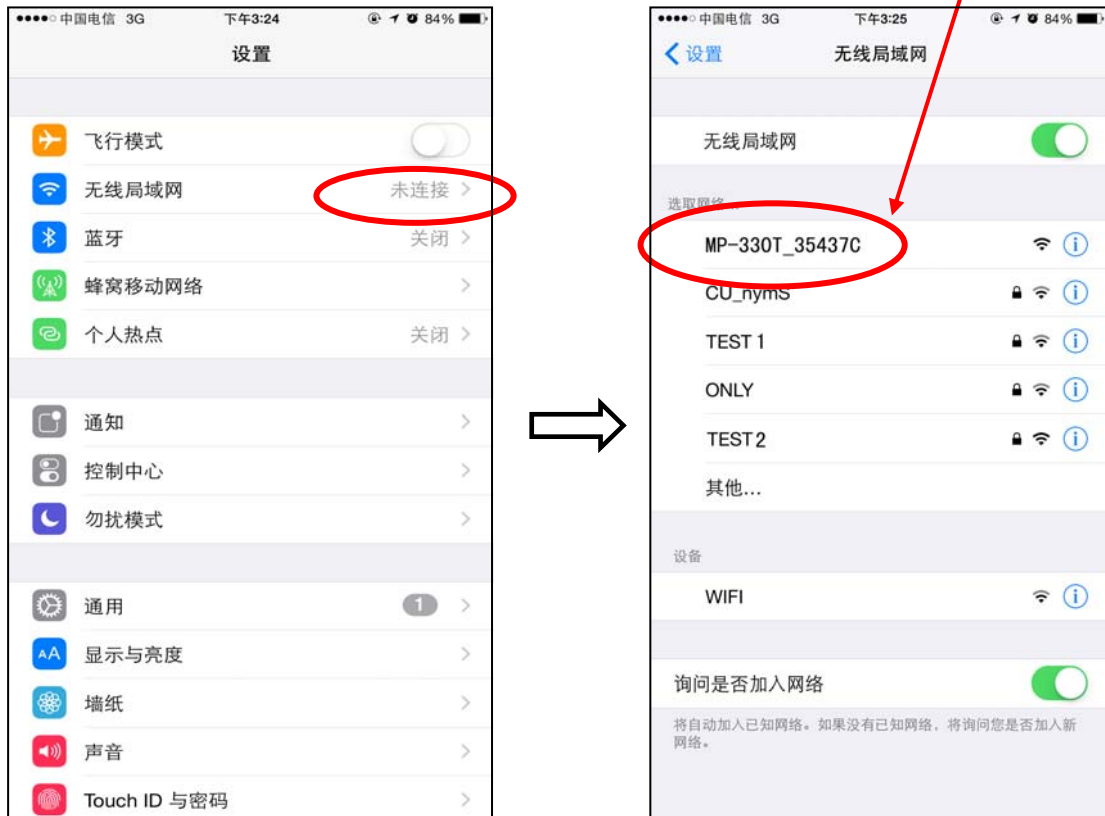 中国电信 3G 下午3:24 84%
设置
飞行模式
无线局域网 未连接
蓝牙 关闭
蜂窝移动网络
个人热点 关闭
通知
控制中心
勿扰模式
通用 1
AA 显示与亮度
墙纸
声音
Touch ID 与密码
中国电信 3G 下午3:25 84%
设置 无线局域网
无线局域网
选取网络...
MP-330T_35437C
CU_nymS
TEST 1
ONLY
TEST 2
其他...
设备
WIFI
询问是否加入网络
将自动加入已知网络。如果没有已知网络，将询问您是否加入新
网络。